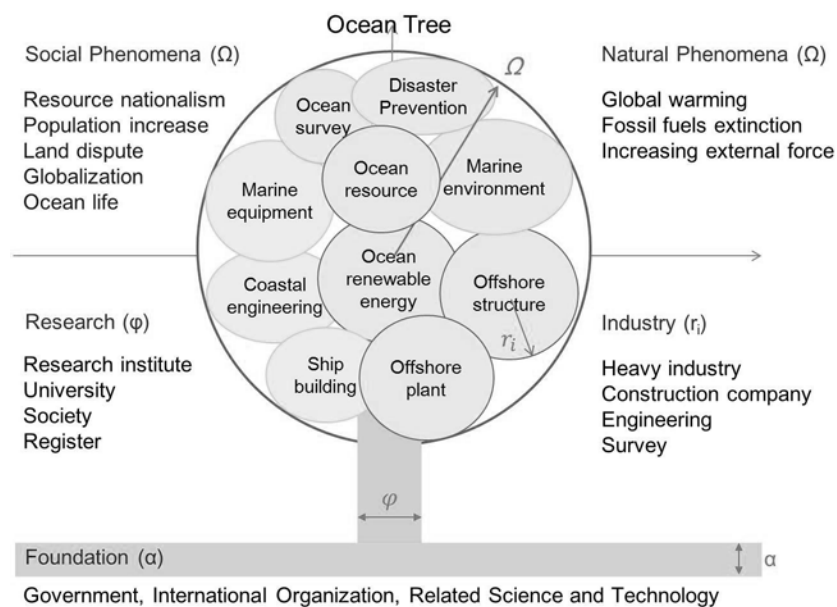 Ocean Tree
Social Phenomena (Ω)
Resource nationalism
Population increase
Land dispute
Globalization
Ocean life
Natural Phenomena (Ω)
Global warming
Fossil fuels extinction
Increasing external force
Ω
Disaster
Prevention
Ocean
survey
Ocean
resource
Marine
environment
Marine
equipment
Ocean
renewable
energy
Coastal
engineering
Offshore
structure
r_i
Ship
building
Offshore
plant
Research (φ)
Research institute
University
Society
Register
Industry (r_i)
Heavy industry
Construction company
Engineering
Survey
φ
Foundation (α)
α
Government, International Organization, Related Science and Technology